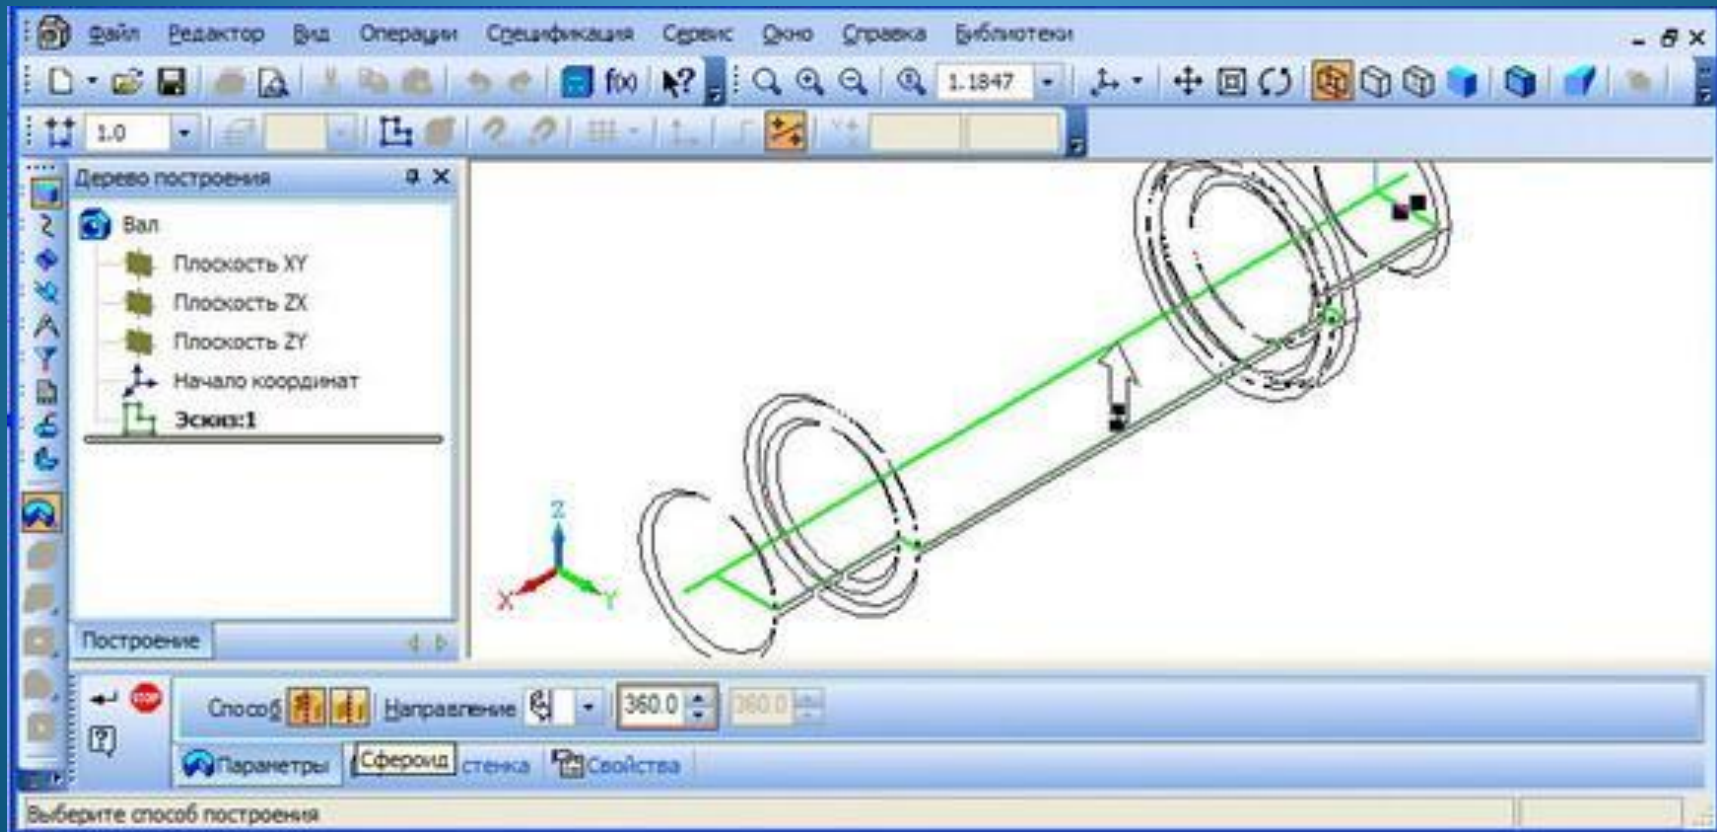 Файл Редактор Вид Операции Спецификация Сервис Окно Справка Библиотеки
f(x) 1.1847
1.0
Дерево построения
Вал
Плоскость XY
Плоскость ZX
Плоскость ZY
Начало координат
Эскиз:1
Z
X Y
Построение
STOP Способ Направление 360.0 360.0
Параметры Сфероид стенка Свойства
Выберите способ построения